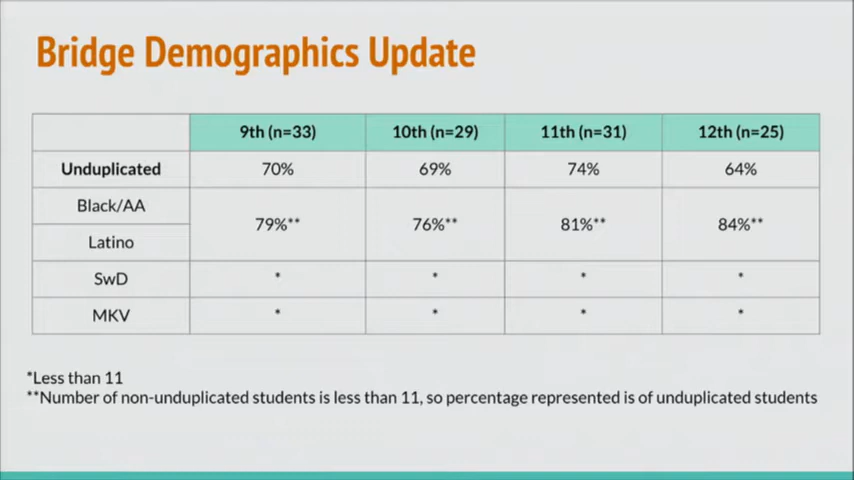 Bridge Demographics Update
9th (n=33) 10th (n=29) 11th (n=31) 12th (n=25)
Unduplicated 70% 69% 74% 64%
Black/AA
79%** 76%** 81%** 84%**
Latino
SwD * * * *
MKV * * * *
*Less than 11
**Number of non-unduplicated students is less than 11, so percentage represented is of unduplicated students